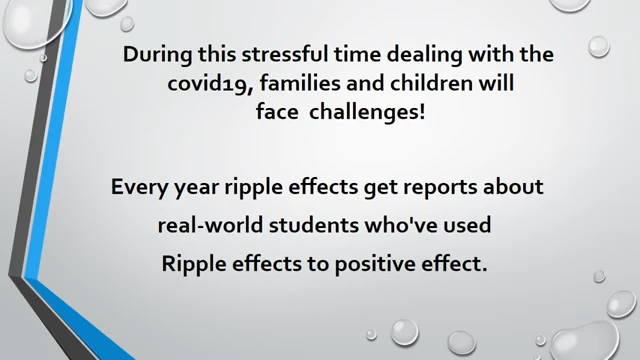 During this stressful time dealing with the
covid19, families and children will
face  challenges!
Every year ripple effects get reports about
real-world students who've used
Ripple effects to positive effect.